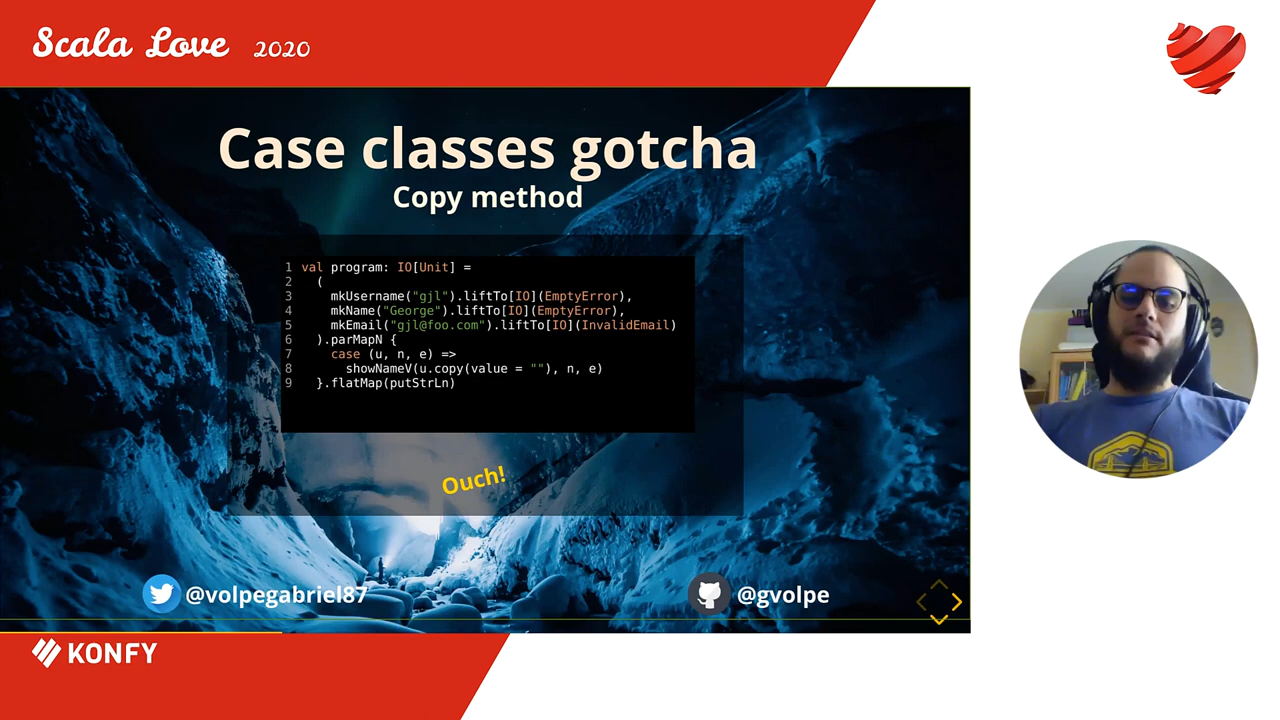 Scala Love 2020
Case classes gotcha
Copy method
1 val program: IO[Unit] =
2   (
3     mkUsername("gjl").liftTo[IO](EmptyError),
4     mkName("George").liftTo[IO](EmptyError),
5     mkEmail("gjl@foo.com").liftTo[IO](InvalidEmail)
6   ).parMapN {
7     case (u, n, e) =>
8       showNameV(u.copy(value = ""), n, e)
9   }.flatMap(putStrLn)
Ouch!
@volpegabriel87
@gvolpe
KONFY